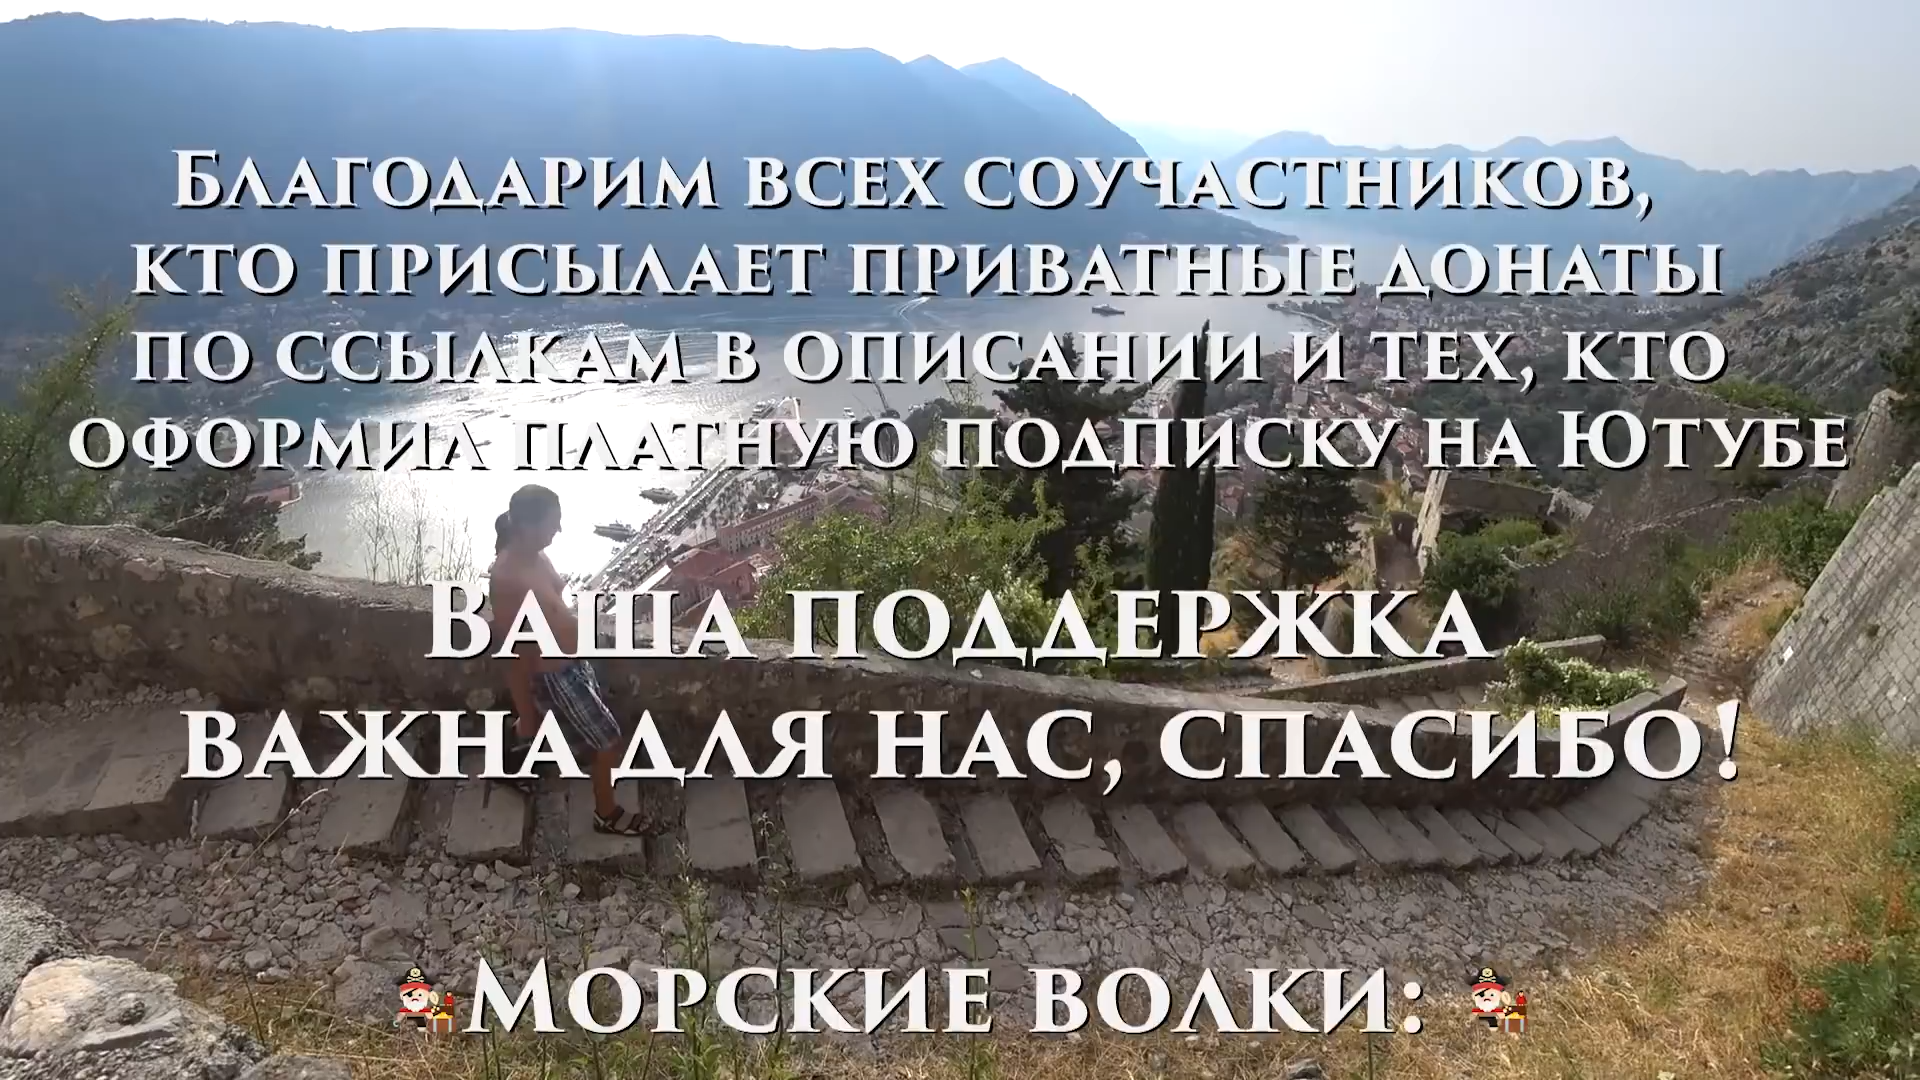 Благодарим всех соучастников,
кто присылает приватные донаты
по ссылкам в описании и тех, кто
оформил платную подписку на Ютубе
Ваша поддержка
важна для нас, спасибо!
Морские волки: